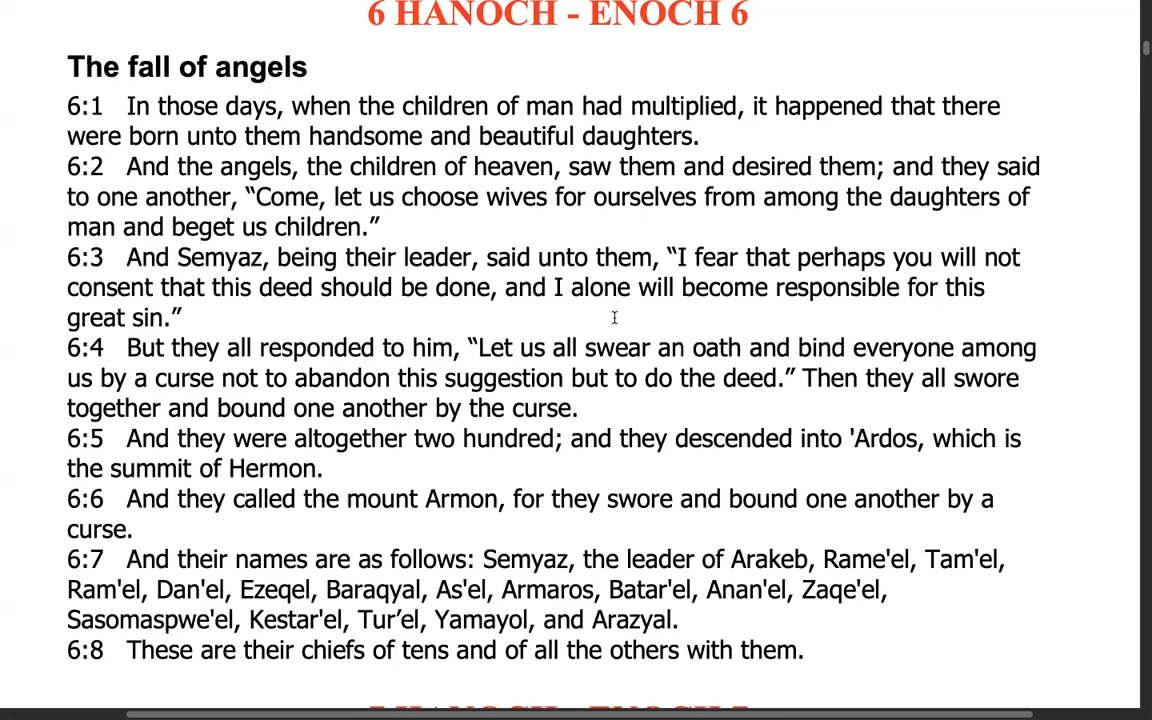 6 HANOCH - ENOCH 6
The fall of angels
6:1 In those days, when the children of man had multiplied, it happened that there
were born unto them handsome and beautiful daughters.
6:2 And the angels, the children of heaven, saw them and desired them; and they said
to one another, “Come, let us choose wives for ourselves from among the daughters of
man and beget us children.”
6:3 And Semyaz, being their leader, said unto them, “I fear that perhaps you will not
consent that this deed should be done, and I alone will become responsible for this
great sin.”
6:4 But they all responded to him, “Let us all swear an oath and bind everyone among
us by a curse not to abandon this suggestion but to do the deed.” Then they all swore
together and bound one another by the curse.
6:5 And they were altogether two hundred; and they descended into 'Ardos, which is
the summit of Hermon.
6:6 And they called the mount Armon, for they swore and bound one another by a
curse.
6:7 And their names are as follows: Semyaz, the leader of Arakeb, Rame'el, Tam'el,
Ram'el, Dan'el, Ezeqel, Baraqyal, As'el, Armaros, Batar'el, Anan'el, Zaqe'el,
Sasomaspwe'el, Kestar'el, Tur’el, Yamayol, and Arazyal.
6:8 These are their chiefs of tens and of all the others with them.